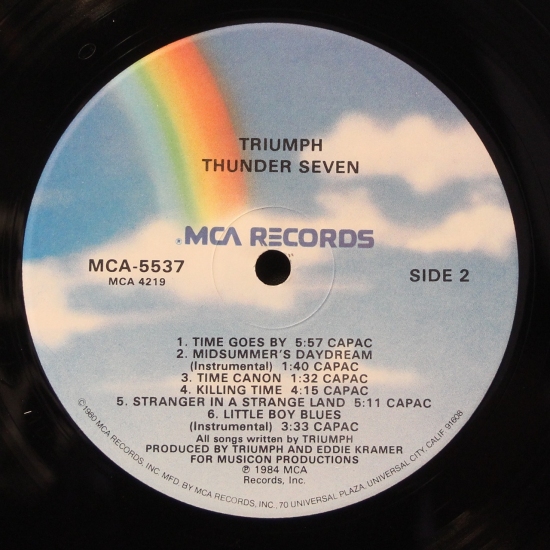 TRIUMPH
THUNDER SEVEN
MCA RECORDS
MCA-5537
MCA 4219
SIDE 2
1. TIME GOES BY 5:57 CAPAC
2. MIDSUMMER'S DAYDREAM
(Instrumental) 1:40 CAPAC
3. TIME CANON 1:32 CAPAC
4. KILLING TIME 4:15 CAPAC
5. STRANGER IN A STRANGE LAND 5:11 CAPAC
6. LITTLE BOY BLUES
(Instrumental) 3:33 CAPAC
All songs written by TRIUMPH
PRODUCED BY TRIUMPH AND EDDIE KRAMER
FOR MUSICON PRODUCTIONS
℗ 1984 MCA
Records, Inc.
©1980 MCA RECORDS, INC. MFD. BY MCA RECORDS, INC., 70 UNIVERSAL PLAZA, UNIVERSAL CITY, CALIF. 91608